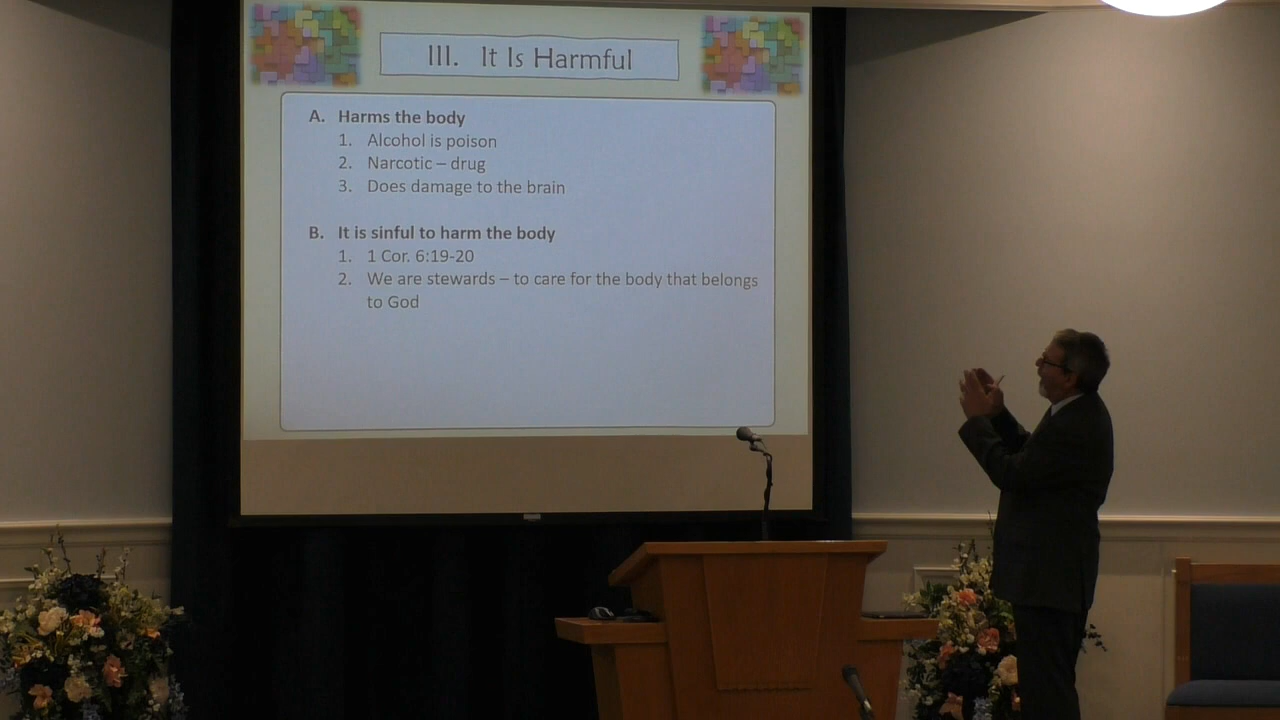 III. It Is Harmful
A. Harms the body
1. Alcohol is poison
2. Narcotic – drug
3. Does damage to the brain
B. It is sinful to harm the body
1. 1 Cor. 6:19-20
2. We are stewards – to care for the body that belongs
to God